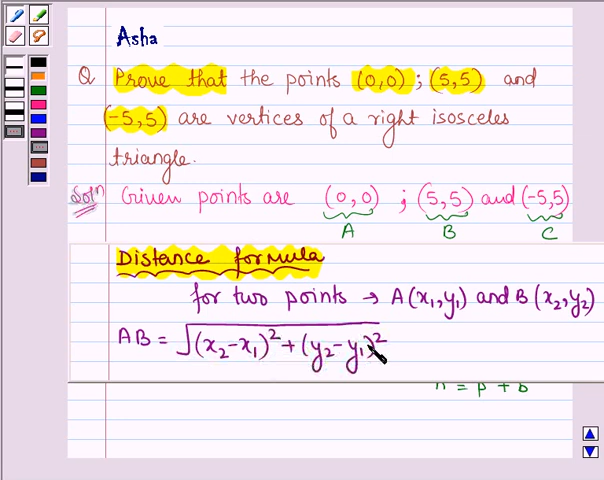 Asha
Q Prove that the points (0,0) ; (5,5) and
(-5,5) are vertices of a right isosceles
triangle.
Soln Given points are (0,0) ; (5,5) and (-5,5)
A B C
Distance formula
for two points → A(x₁,y₁) and B(x₂,y₂)
AB = √(x₂-x₁)²+(y₂-y₁)²